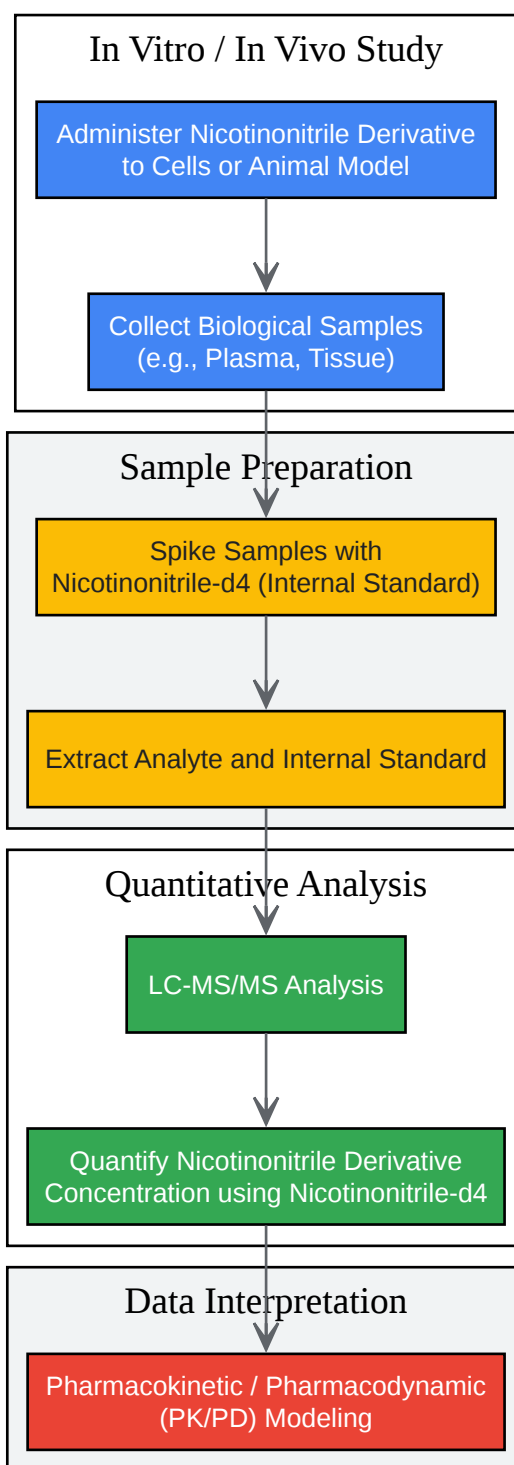 In Vitro / In Vivo Study
Administer Nicotinonitrile Derivative
to Cells or Animal Model
Collect Biological Samples
(e.g., Plasma, Tissue)
Sample Preparation
Spike Samples with
Nicotinonitrile-d4 (Internal Standard)
Extract Analyte and Internal Standard
Quantitative Analysis
LC-MS/MS Analysis
Quantify Nicotinonitrile Derivative
Concentration using Nicotinonitrile-d4
Data Interpretation
Pharmacokinetic / Pharmacodynamic
(PK/PD) Modeling